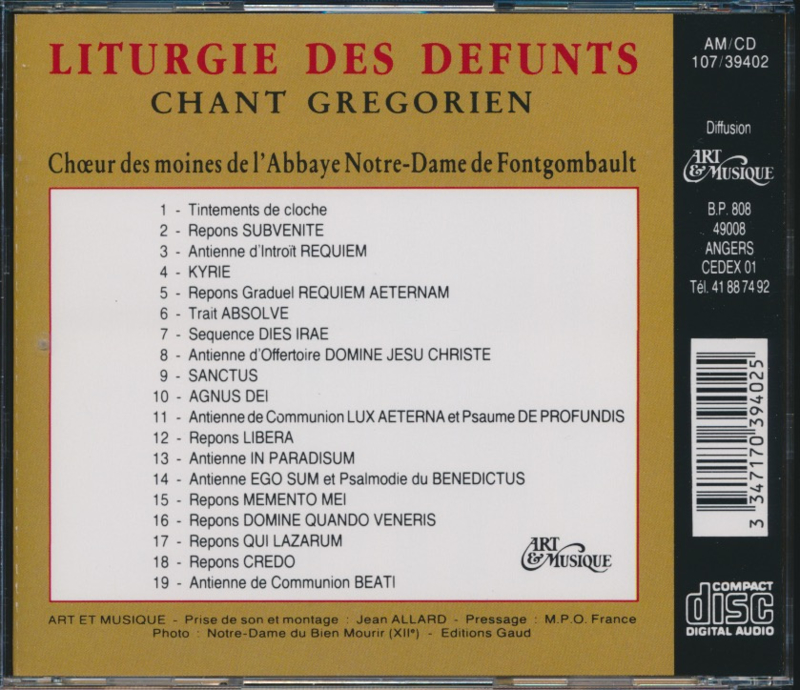 LITURGIE DES DEFUNTS
CHANT GREGORIEN
Chœur des moines de l'Abbaye Notre-Dame de Fontgombault
1 - Tintements de cloche
2 - Repons SUBVENITE
3 - Antienne d'Introït REQUIEM
4 - KYRIE
5 - Repons Graduel REQUIEM AETERNAM
6 - Trait ABSOLVE
7 - Sequence DIES IRAE
8 - Antienne d'Offertoire DOMINE JESU CHRISTE
9 - SANCTUS
10 - AGNUS DEI
11 - Antienne de Communion LUX AETERNA et Psaume DE PROFUNDIS
12 - Repons LIBERA
13 - Antienne IN PARADISUM
14 - Antienne EGO SUM et Psalmodie du BENEDICTUS
15 - Repons MEMENTO MEI
16 - Repons DOMINE QUANDO VENERIS
17 - Repons QUI LAZARUM
18 - Repons CREDO
19 - Antienne de Communion BEATI
ART
& MUSIQUE
ART ET MUSIQUE - Prise de son et montage : Jean ALLARD - Pressage : M.P.O. France
Photo : Notre-Dame du Bien Mourir (XIIe) - Editions Gaud
AM/CD
107/39402
Diffusion
ART
& MUSIQUE
B.P. 808
49008
ANGERS
CEDEX 01
Tél. 41 88 74 92
3 347170 394025
COMPACT
disc
DIGITAL AUDIO